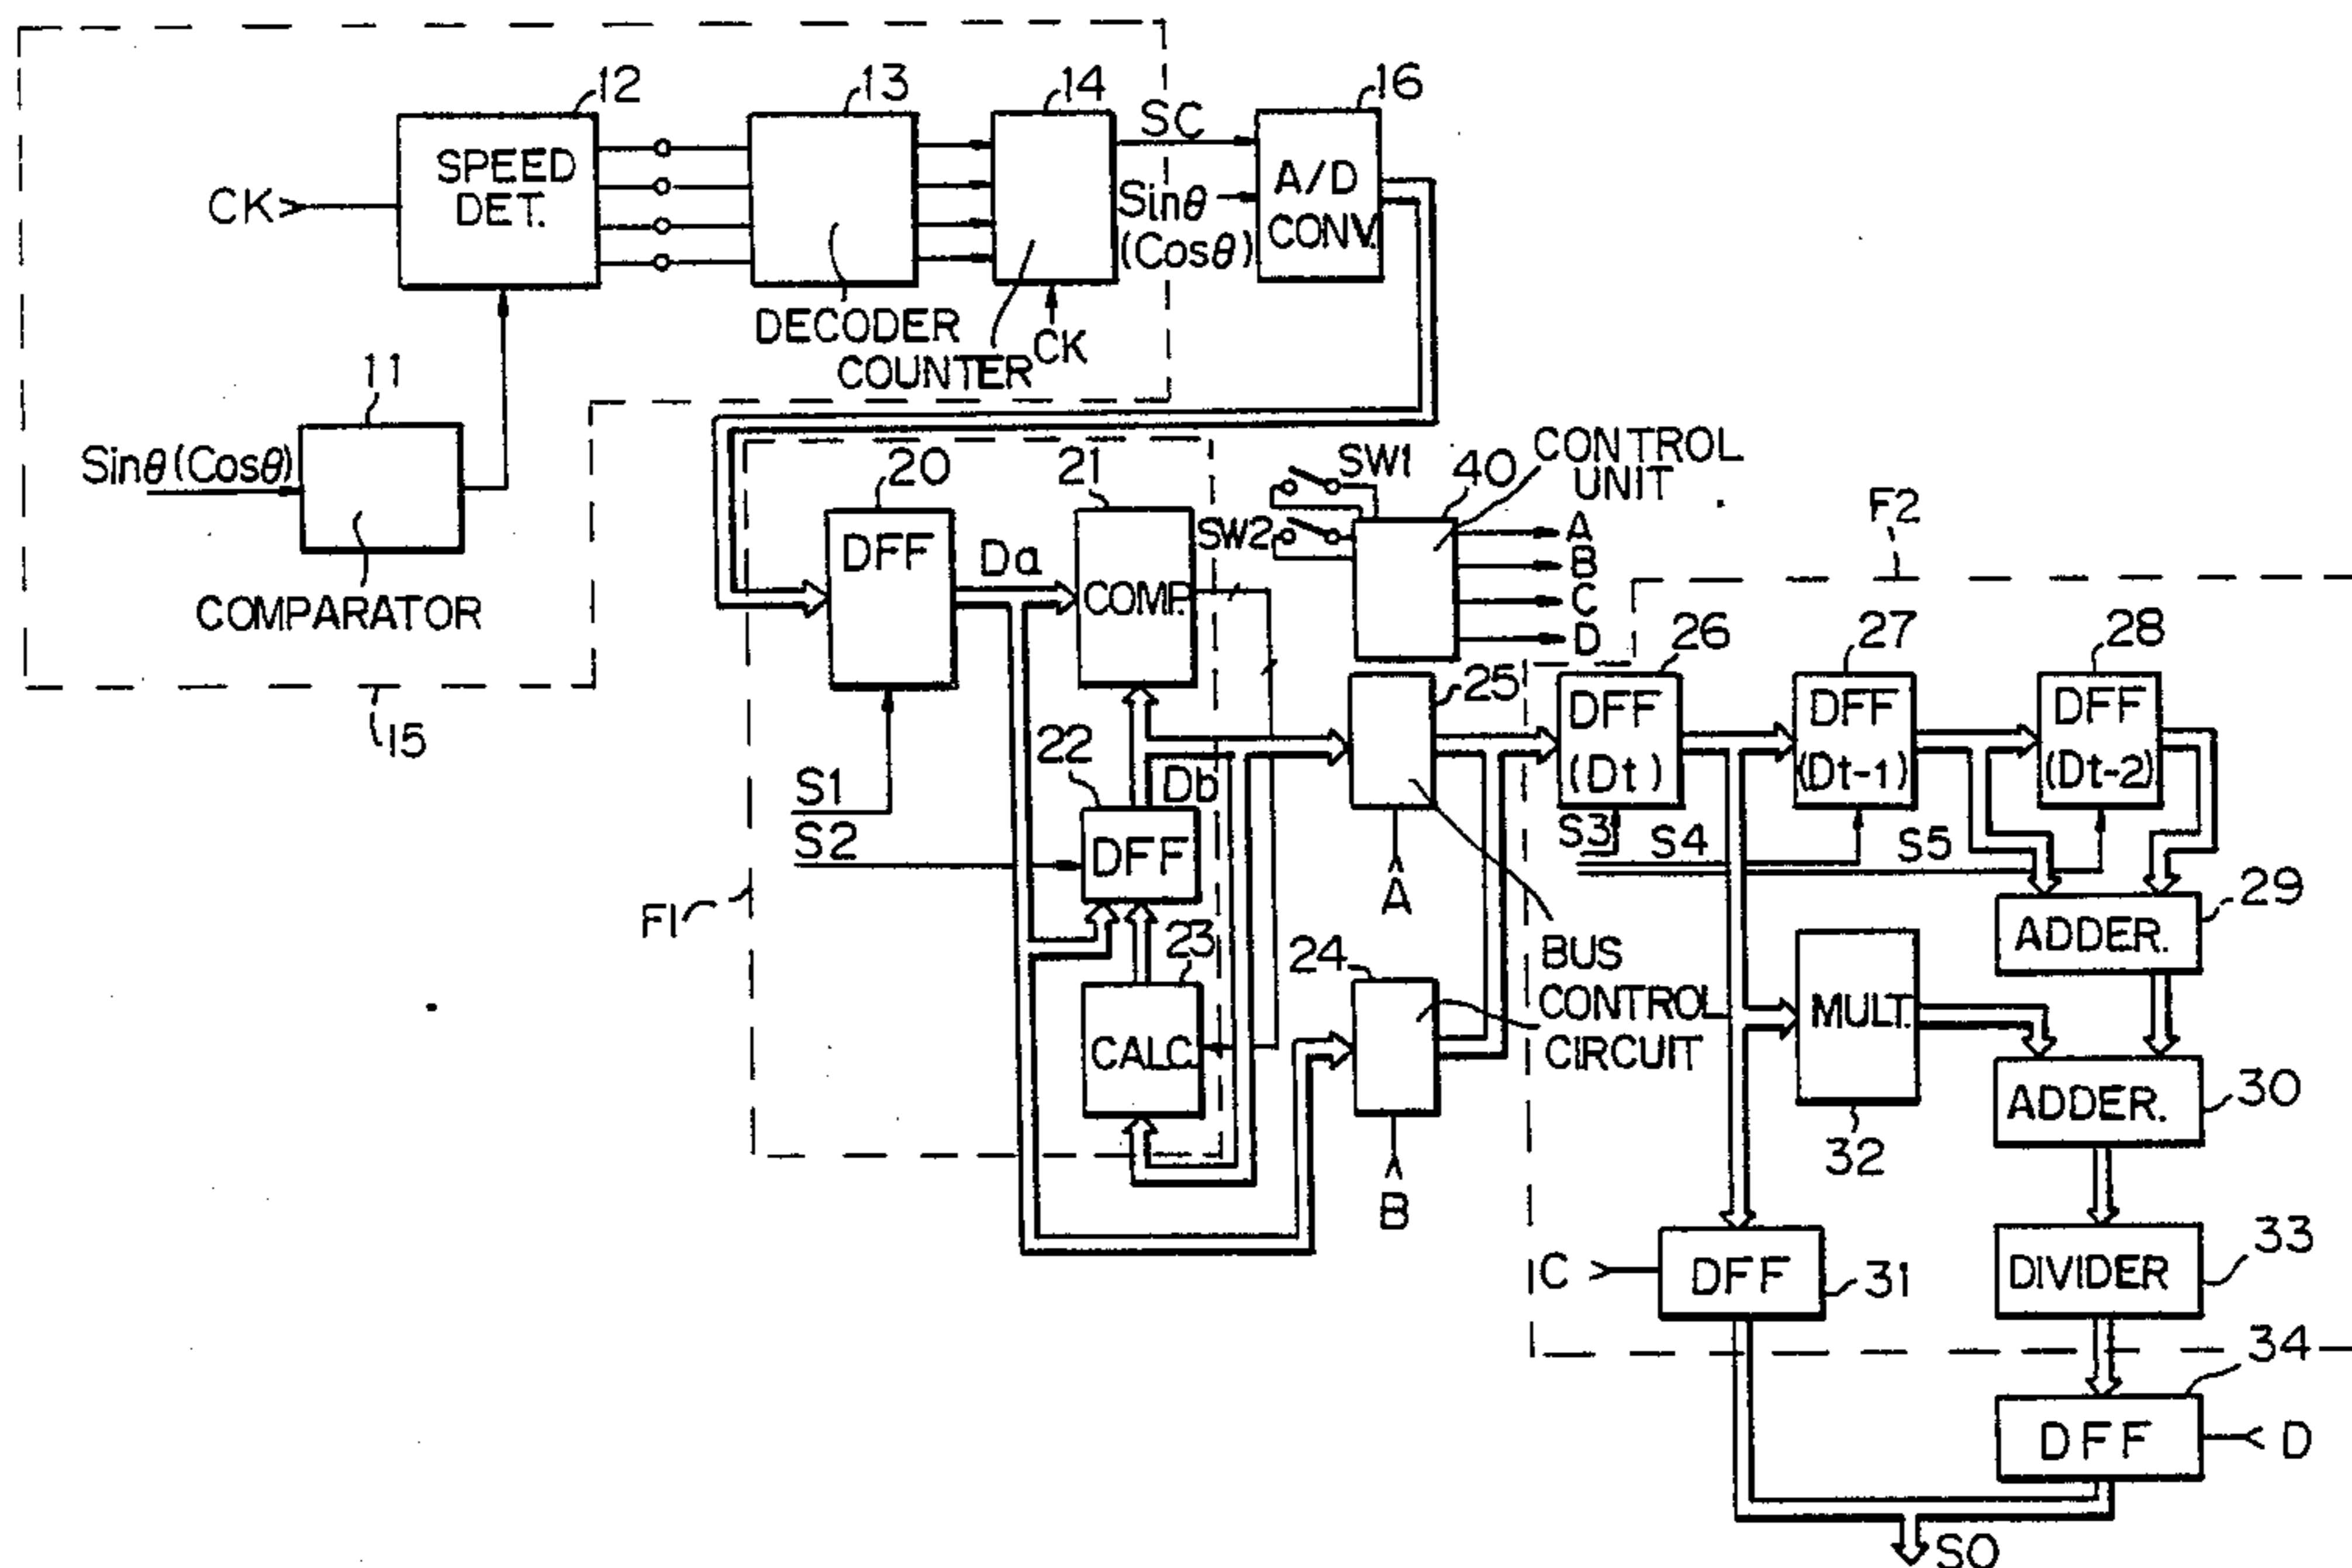 12
13
14
16
SC
SPEED
DET.
CK
Sinθ
(Cosθ)
A/D
CONV.
DECODER
COUNTER
CK
11
Sinθ (Cosθ)
COMPARATOR
15
20
21
SW1
40
CONTROL
UNIT
SW2
A
B
C
D
F2
DFF
Da
COMP.
25
26
27
28
DFF
(Dt)
DFF
(Dt-1)
DFF
(Dt-2)
22
Db
S1
S2
DFF
S3
S4
S5
A
F1
23
24
BUS
CONTROL
CIRCUIT
29
ADDER.
MULT.
CALC.
32
ADDER.
30
B
C
DFF
31
DIVIDER
33
34
DFF
D
SO